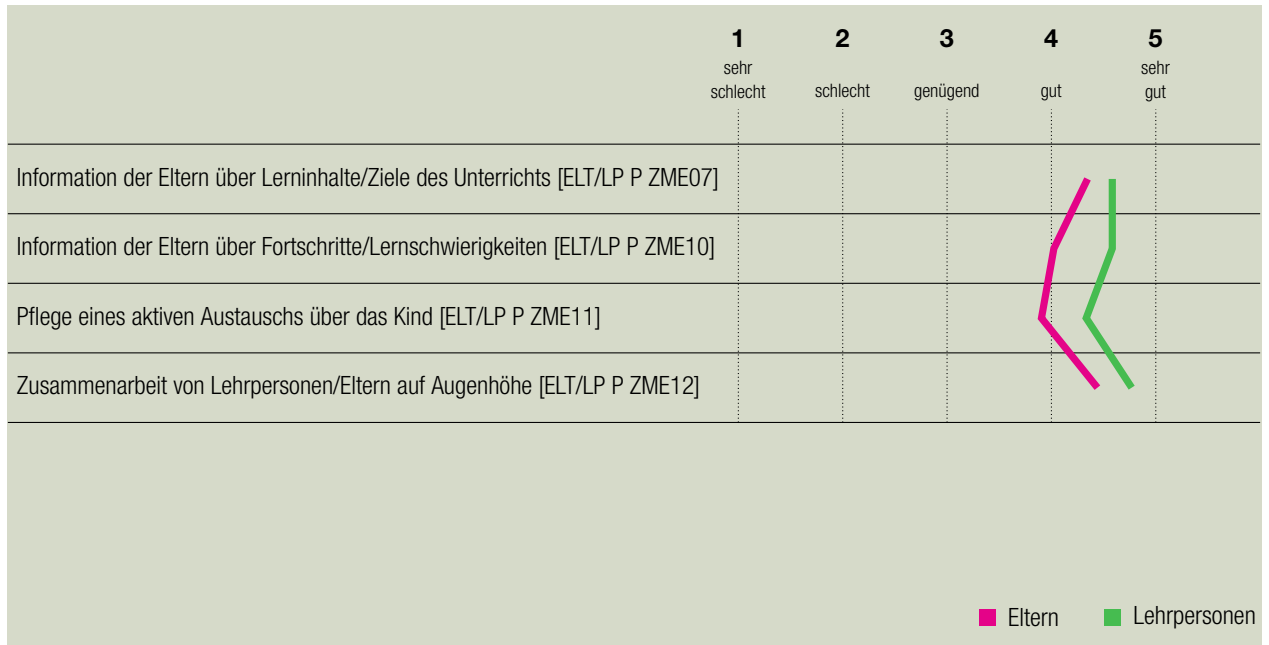 1 2 3 4 5
sehr sehr
schlecht schlecht genügend gut gut
Information der Eltern über Lerninhalte/Ziele des Unterrichts [ELT/LP P ZME07]
Information der Eltern über Fortschritte/Lernschwierigkeiten [ELT/LP P ZME10]
Pflege eines aktiven Austauschs über das Kind [ELT/LP P ZME11]
Zusammenarbeit von Lehrpersonen/Eltern auf Augenhöhe [ELT/LP P ZME12]
Eltern Lehrpersonen